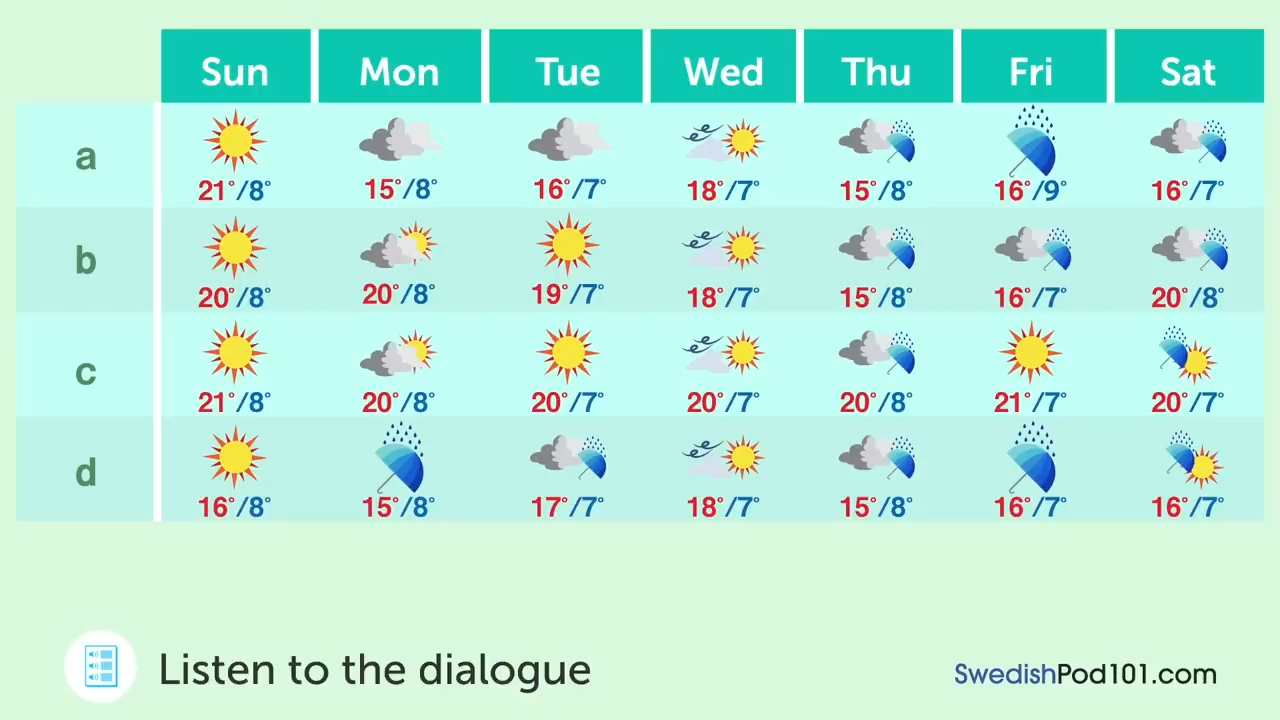 Sun Mon Tue Wed Thu Fri Sat
a
21°/8° 15°/8° 16°/7° 18°/7° 15°/8° 16°/9° 16°/7°
b
20°/8° 20°/8° 19°/7° 18°/7° 15°/8° 16°/7° 20°/8°
c
21°/8° 20°/8° 20°/7° 20°/7° 20°/8° 21°/7° 20°/7°
d
16°/8° 15°/8° 17°/7° 18°/7° 15°/8° 16°/7° 16°/7°
Listen to the dialogue
SwedishPod101.com